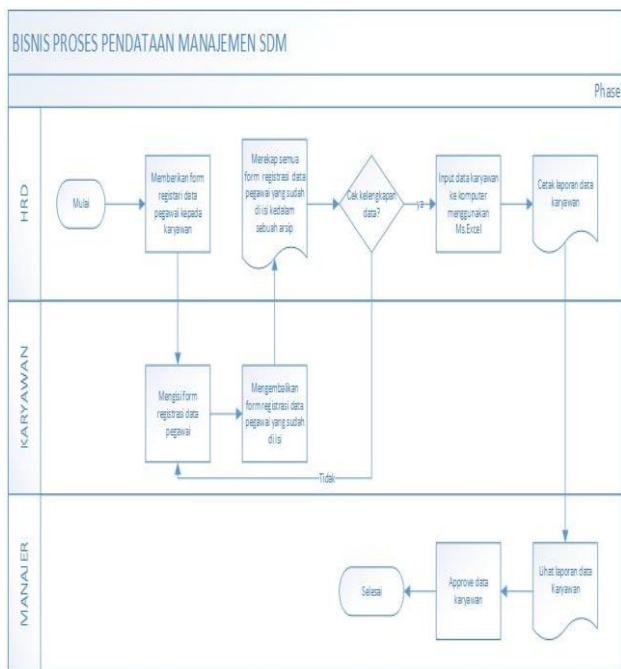 BISNIS PROSES PENDATAAN MANAJEMEN SDM
Phase
HRD
Mulai
Memberikan form
registari data
pegawai kepada
karyawan
Merekap semua
form registrasi data
pegawai yang sudah
di isi kedalam
sebuah arsip
Cek kelengkapan
data?
ya
Input data karyawan
ke komputer
menggunakan
Ms.Excel
Cetak laporan data
karyawan
KARYAWAN
Mengisi form
registrasi data
pegawai
Mengembalikan
form registrasi data
pegawai yang sudah
di isi
Tidak
MANAJER
Selesai
Approve data
karyawan
Lihat laporan data
Karyawan